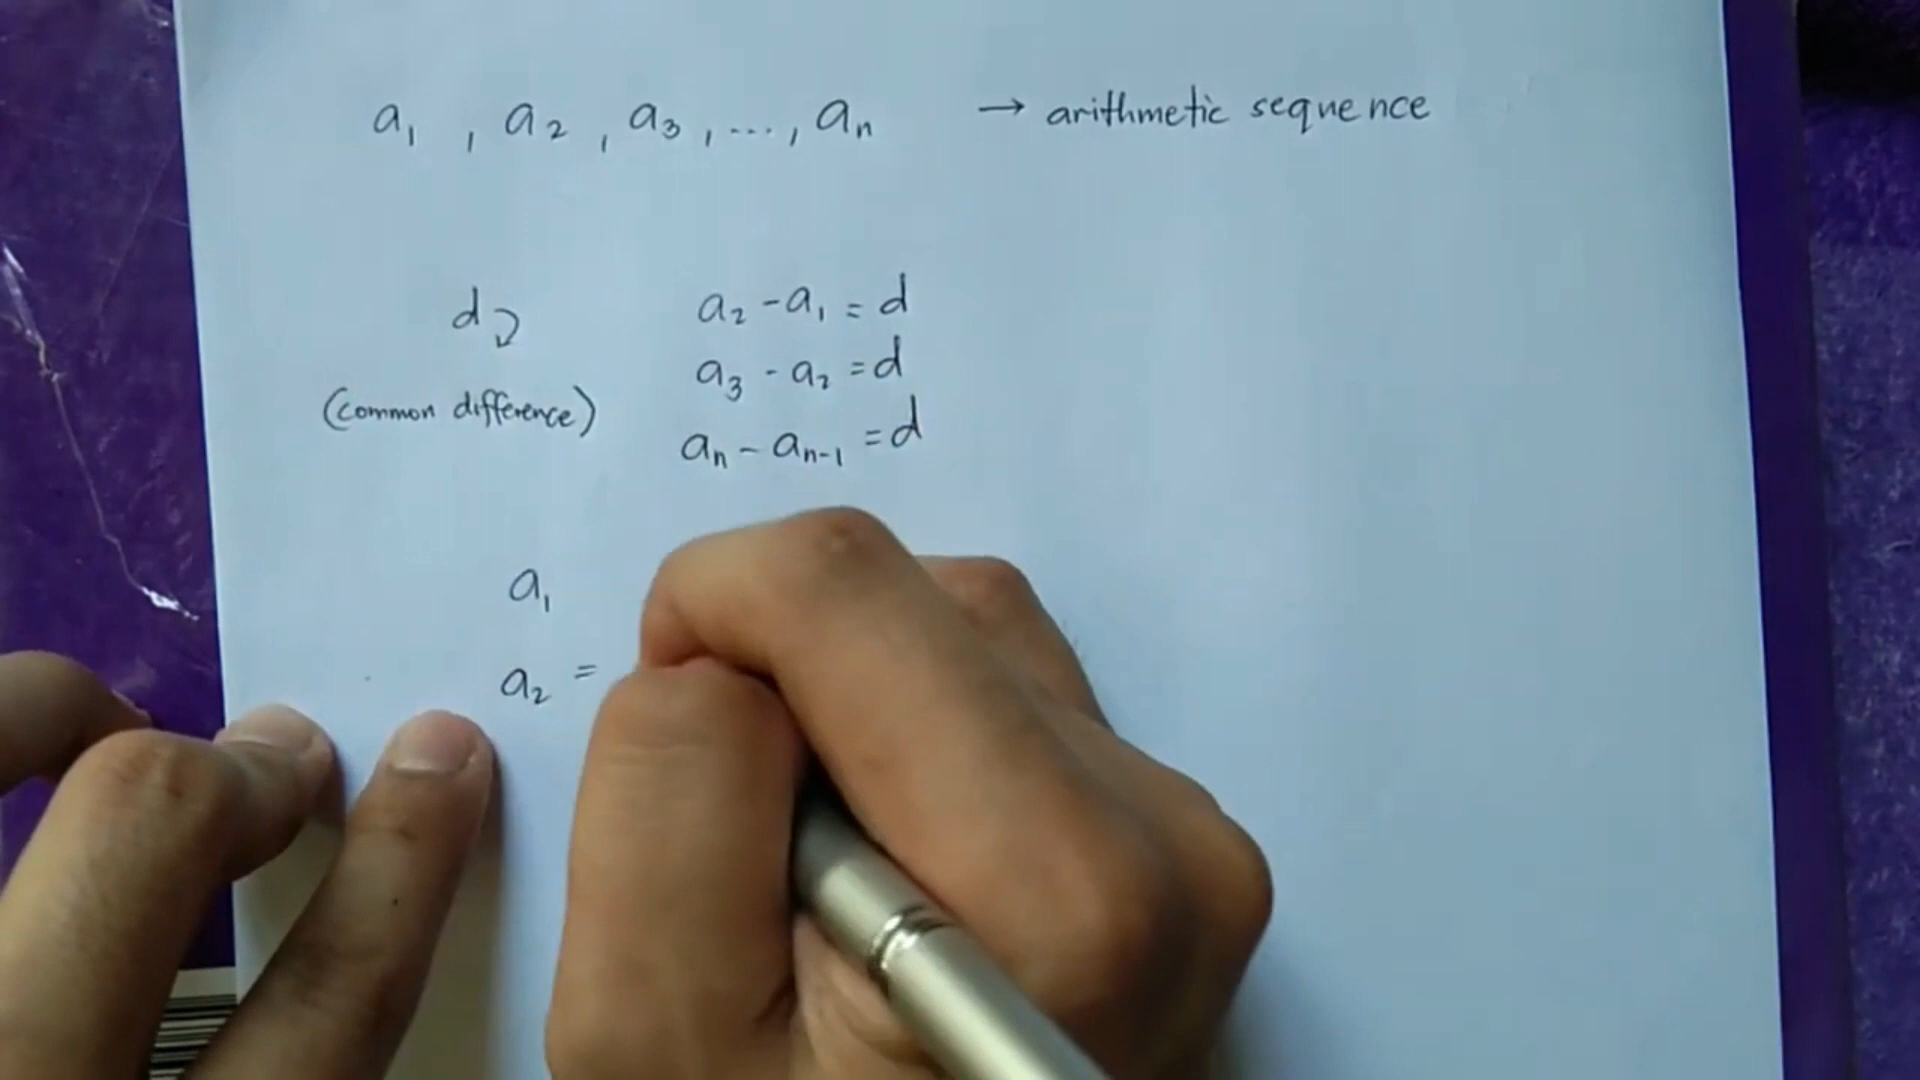 a₁ , a₂ , a₃ , ... , aₙ → arithmetic sequence
d
(common difference)
a₂ - a₁ = d
a₃ - a₂ = d
aₙ - aₙ₋₁ = d
a₁
a₂ =